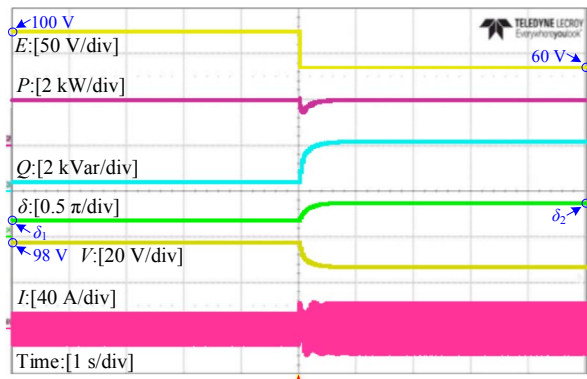 100 V
TELEDYNE LECROY
Everywhereyoulook™
E:[50 V/div]
60 V
P:[2 kW/div]
Q:[2 kVar/div]
δ:[0.5 π/div]
δ₁
δ₂
98 V
V:[20 V/div]
I:[40 A/div]
Time:[1 s/div]